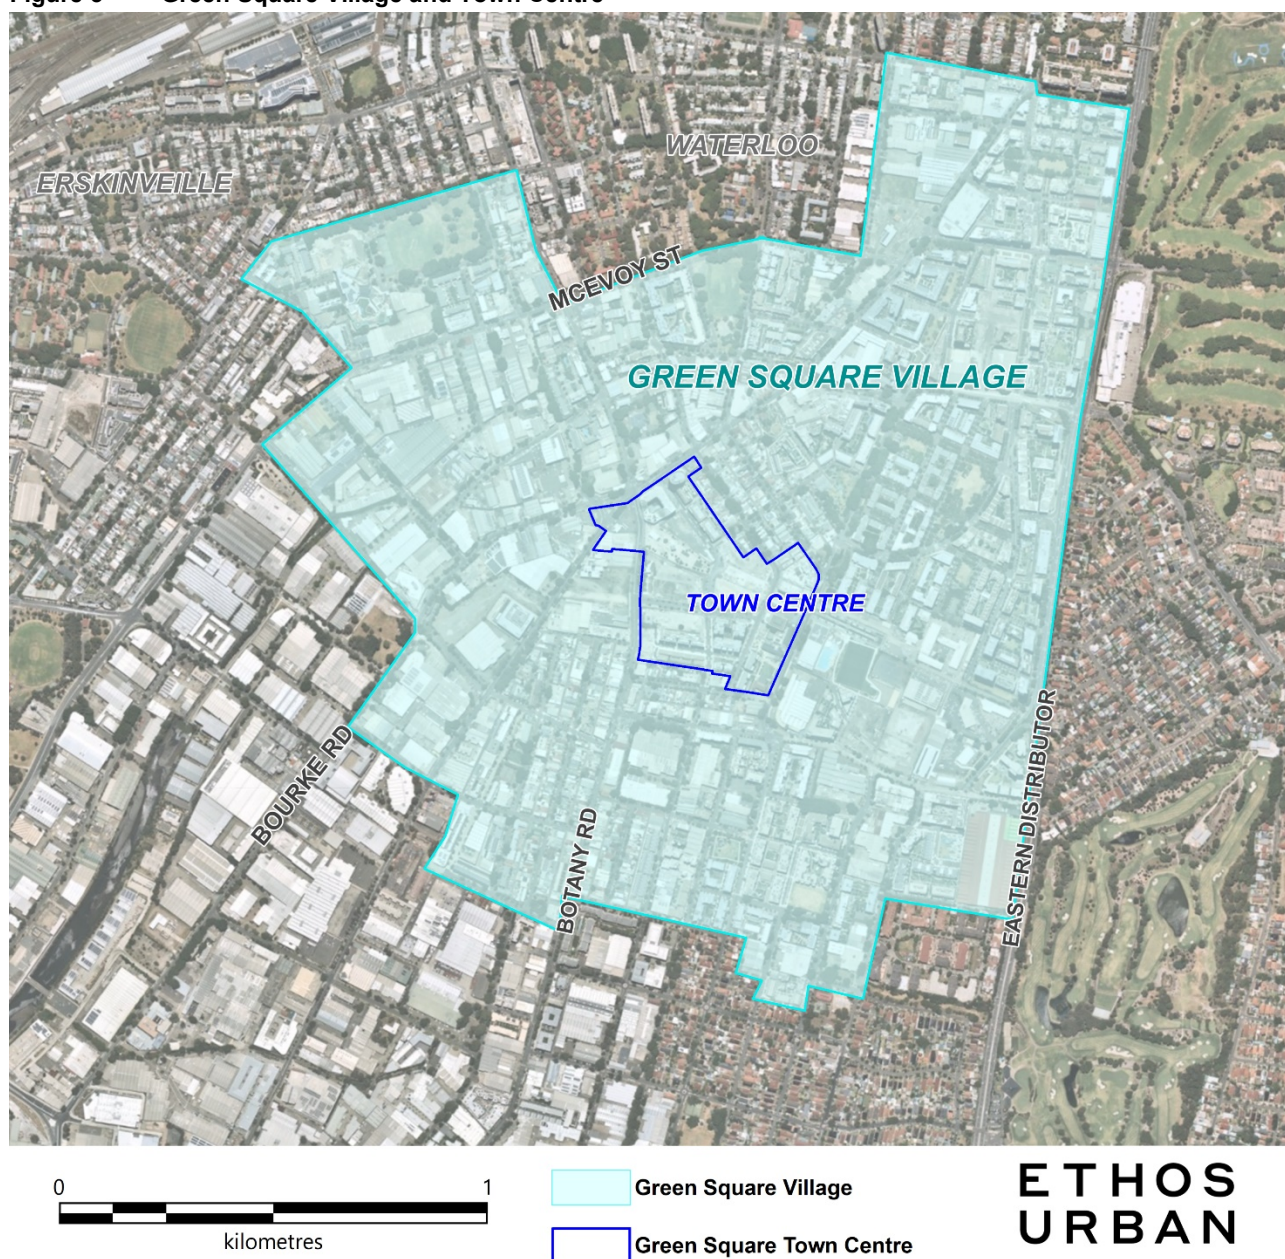 Green Square Village and Town Centre
WATERLOO
ERSKINVEILLE
MCEVOY ST
GREEN SQUARE VILLAGE
TOWN CENTRE
BOURKE RD
BOTANY RD
EASTERN DISTRIBUTOR
0 1
kilometres
Green Square Village
Green Square Town Centre
ETHOS
URBAN